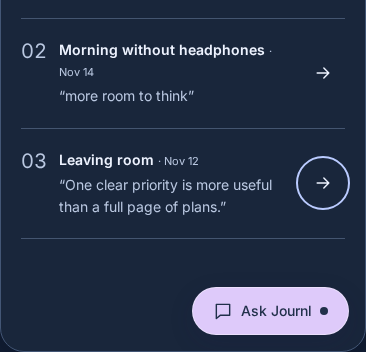 02 Morning without headphones ·
Nov 14
“more room to think”
03 Leaving room · Nov 12
“One clear priority is more useful
than a full page of plans.”
Ask Journl